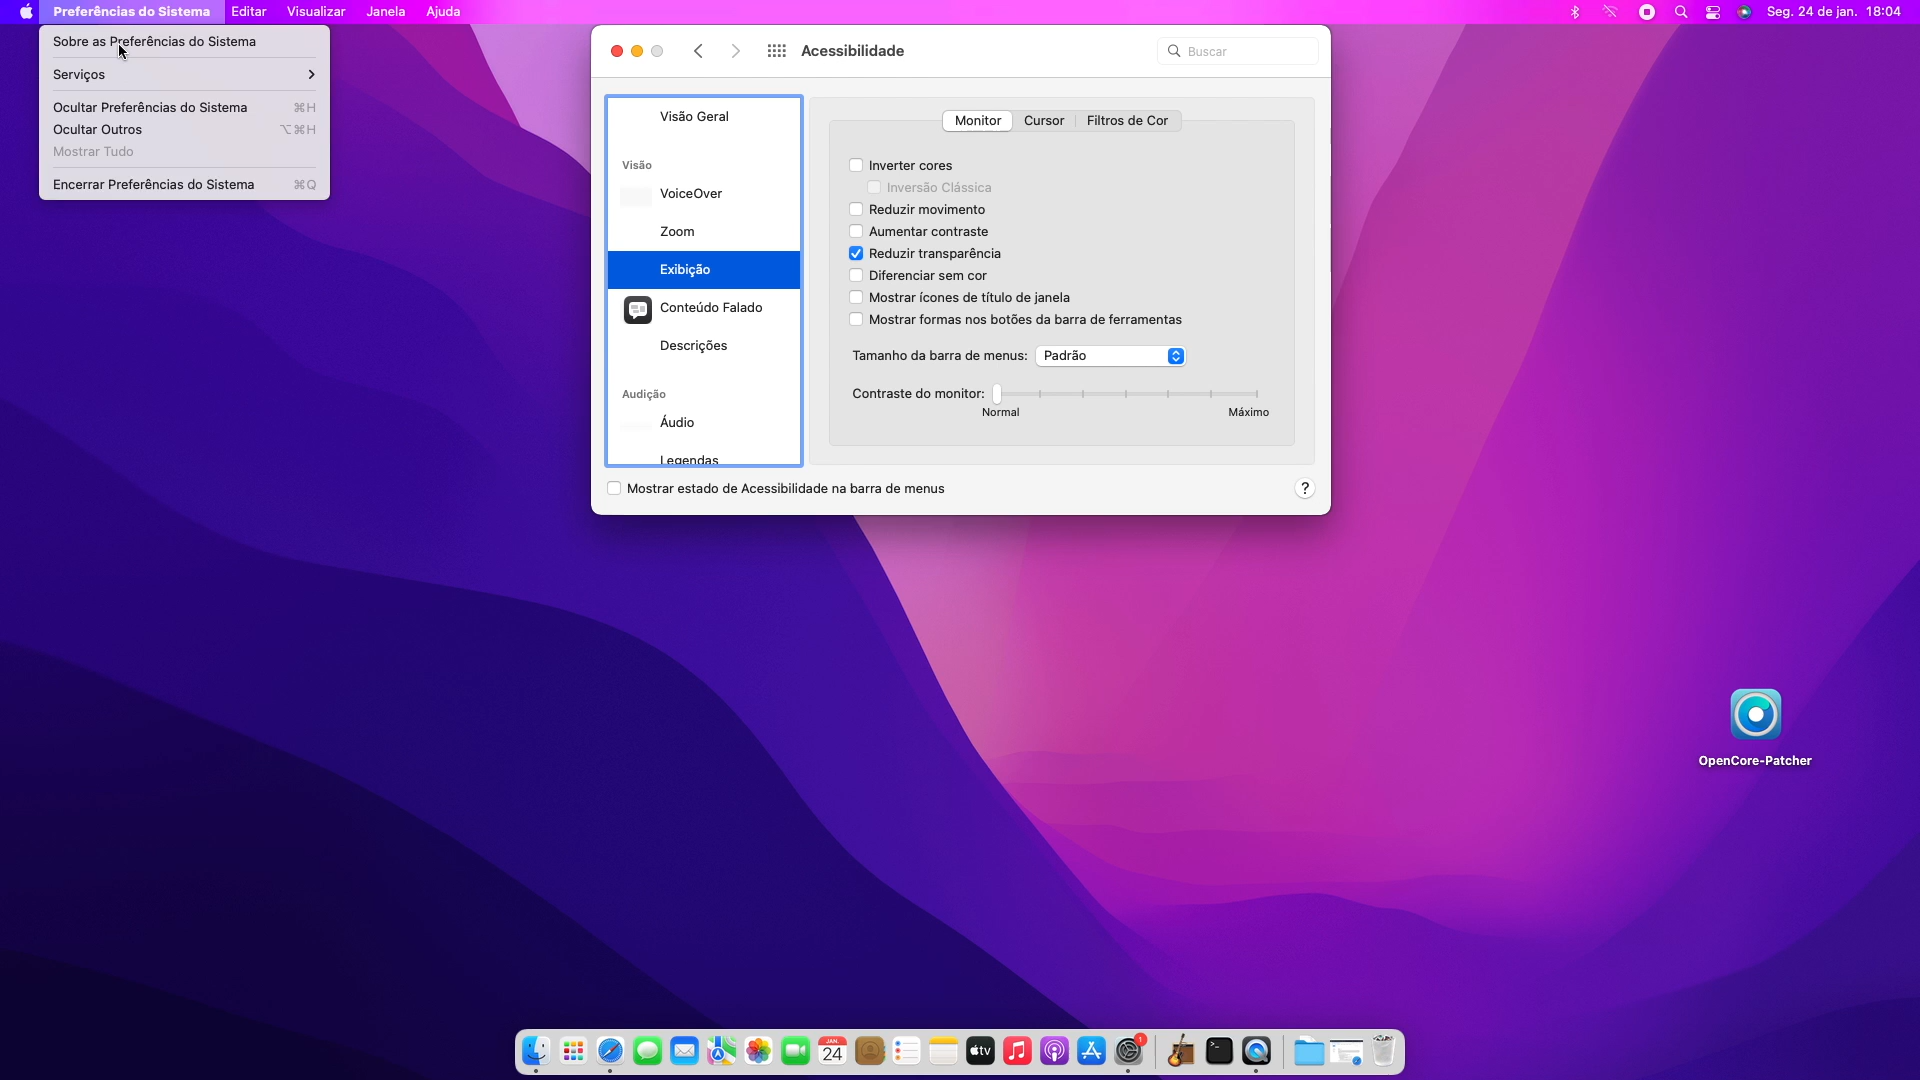 Preferências do Sistema Editar Visualizar Janela Ajuda Seg. 24 de jan. 18:04
Sobre as Preferências do Sistema
Serviços
Ocultar Preferências do Sistema ⌘H
Ocultar Outros ⌥⌘H
Mostrar Tudo
Encerrar Preferências do Sistema ⌘Q
Acessibilidade
Buscar
Visão Geral
Visão
VoiceOver
Zoom
Exibição
Conteúdo Falado
Descrições
Audição
Áudio
Legendas
Monitor Cursor Filtros de Cor
Inverter cores
Inversão Clássica
Reduzir movimento
Aumentar contraste
Reduzir transparência
Diferenciar sem cor
Mostrar ícones de título de janela
Mostrar formas nos botões da barra de ferramentas
Tamanho da barra de menus: Padrão
Contraste do monitor:
Normal Máximo
Mostrar estado de Acessibilidade na barra de menus
?
OpenCore-Patcher
JAN.
24
tv
1